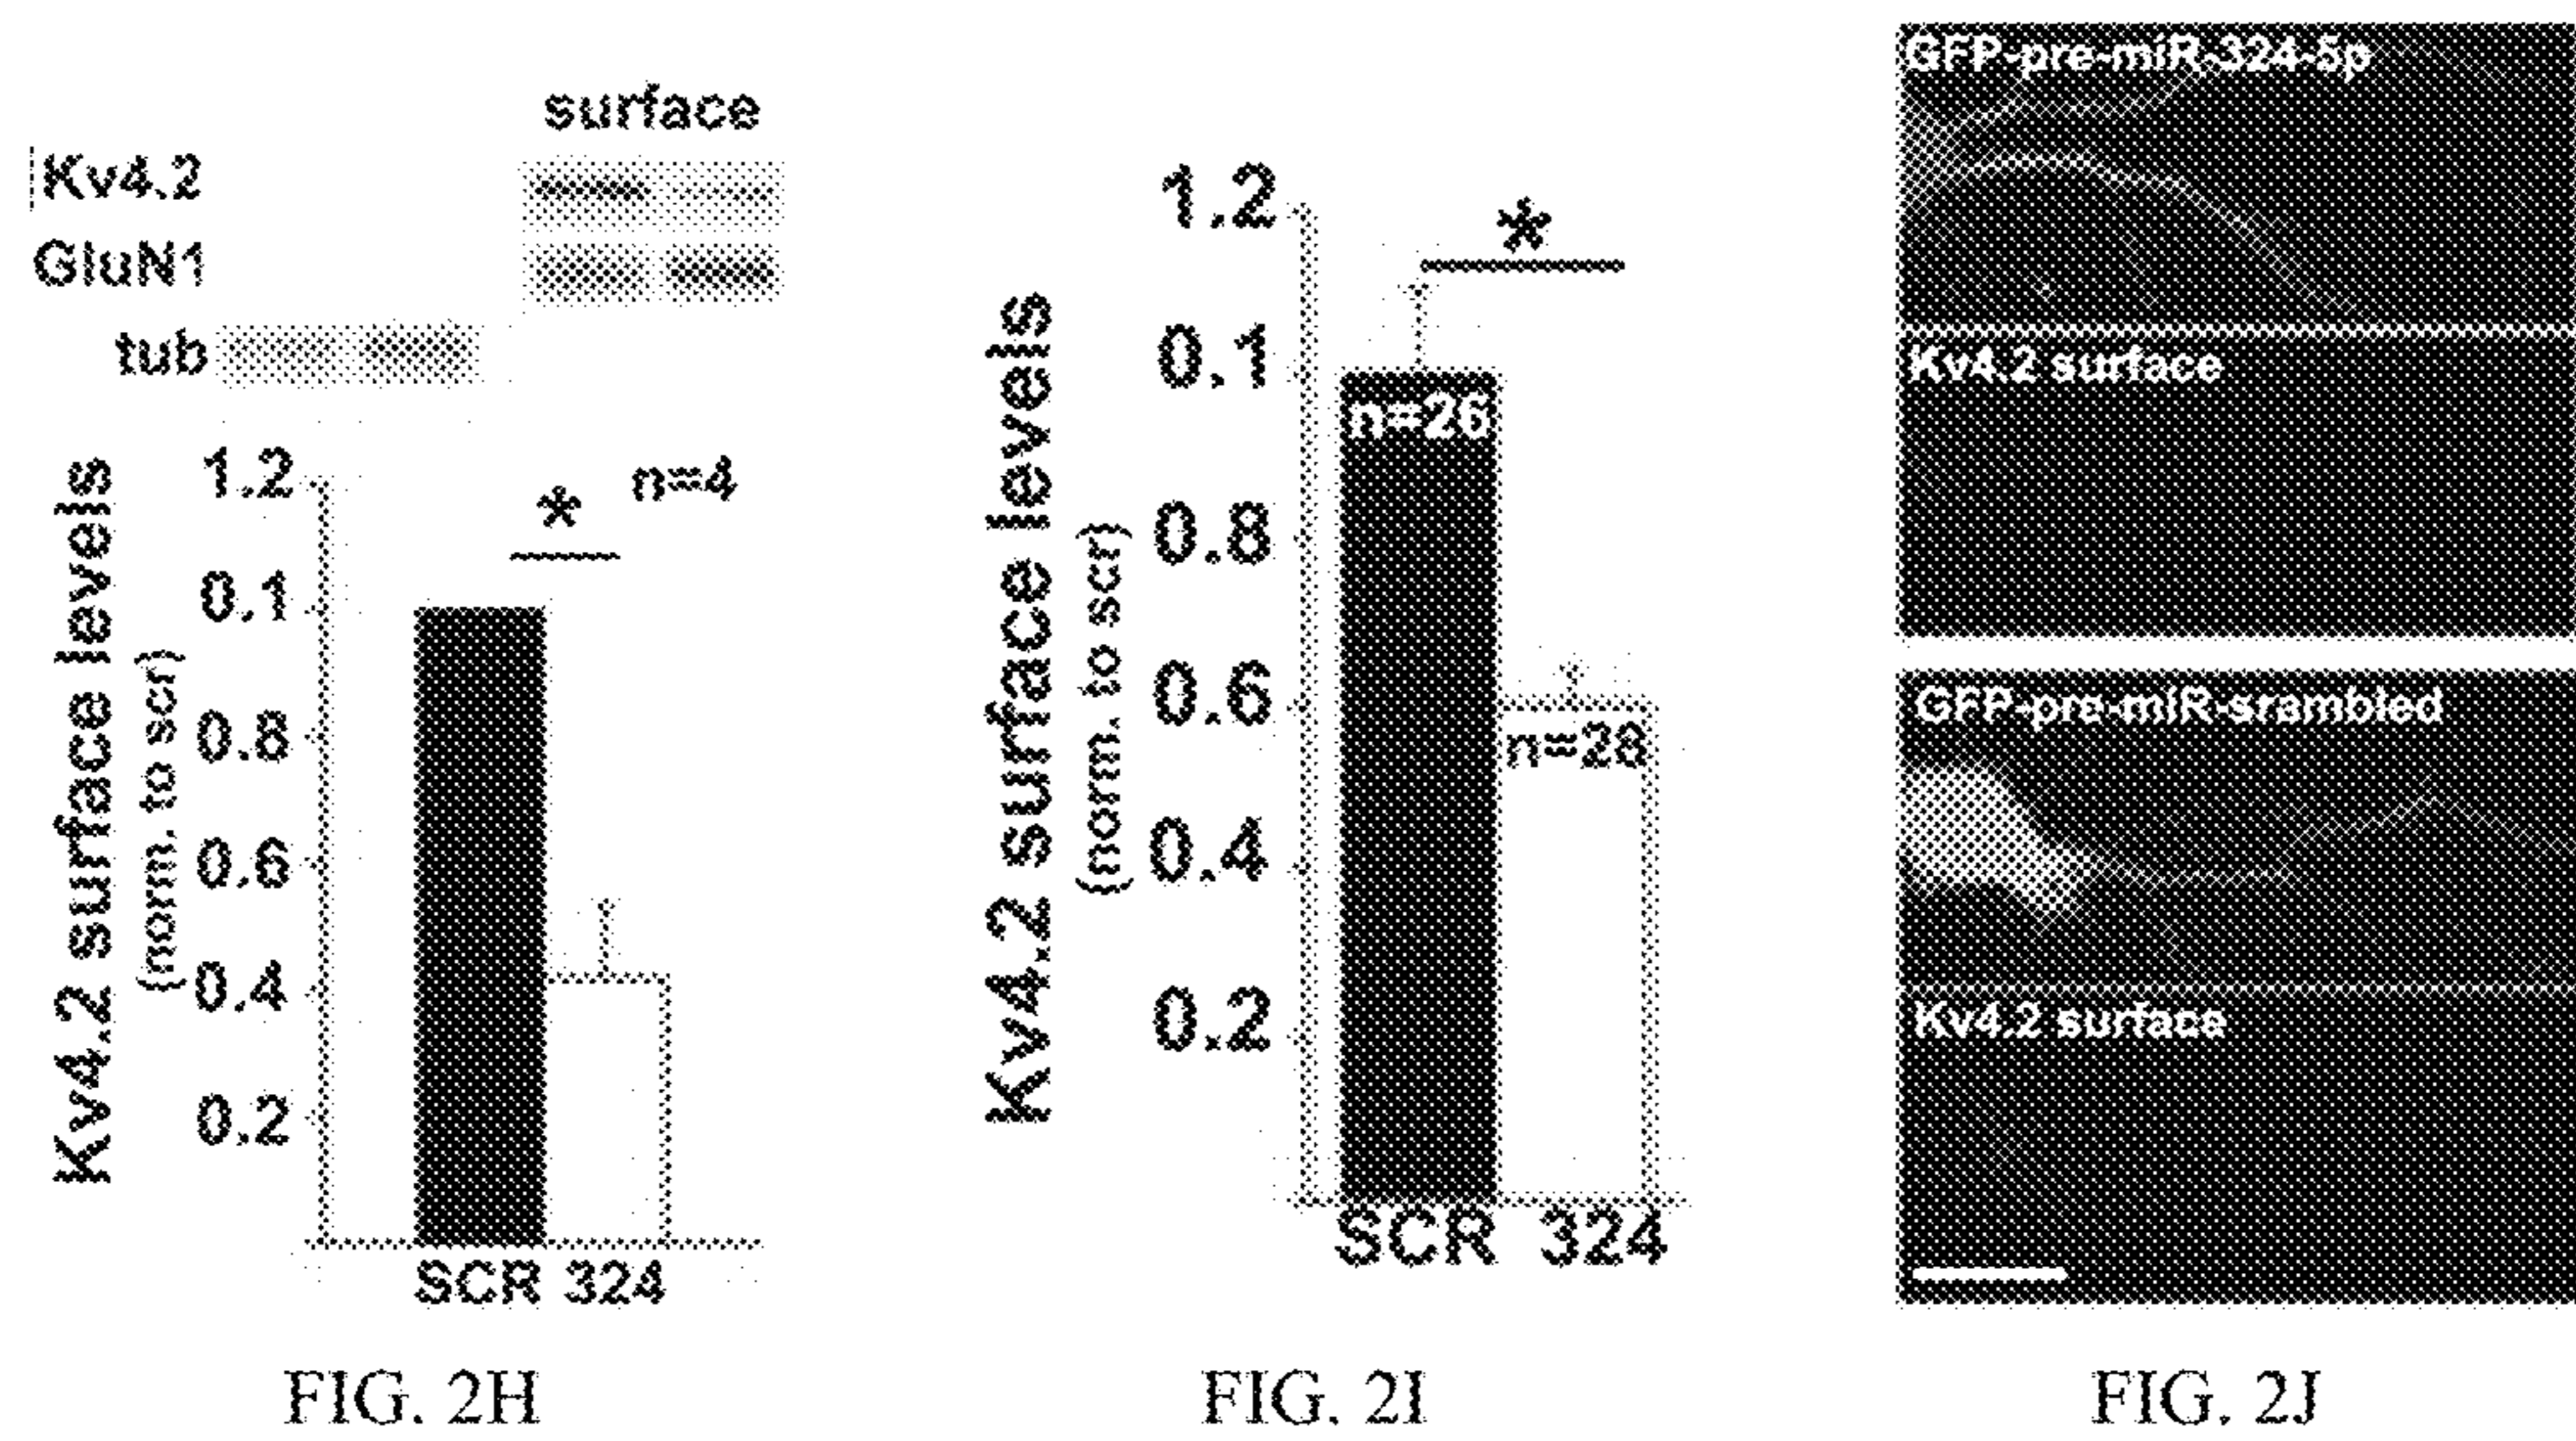 surface
Kv4.2
GluN1
tub
Kv4.2 surface levels
(norm. to scr)
1.2
0.1
0.8
0.6
0.4
0.2
*
n=4
SCR 324
FIG. 2H
Kv4.2 surface levels
(norm. to scr)
1.2
0.1
0.8
0.6
0.4
0.2
*
n=26
n=28
SCR 324
FIG. 2I
GFP-pre-miR-324-5p
Kv4.2 surface
GFP-pre-miR-srambled
Kv4.2 surface
FIG. 2J